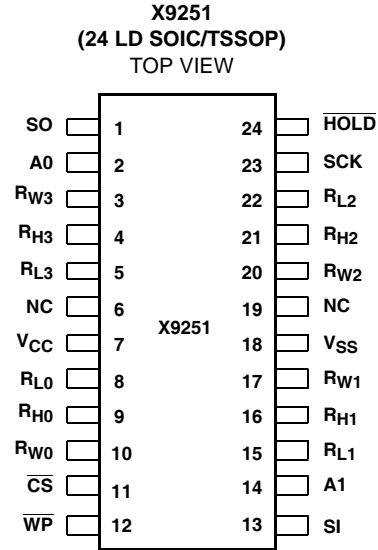 X9251
(24 LD SOIC/TSSOP)
TOP VIEW
SO 1 24 HOLD
A0 2 23 SCK
RW3 3 22 RL2
RH3 4 21 RH2
RL3 5 20 RW2
NC 6 19 NC
X9251
VCC 7 18 VSS
RL0 8 17 RW1
RH0 9 16 RH1
RW0 10 15 RL1
CS 11 14 A1
WP 12 13 SI